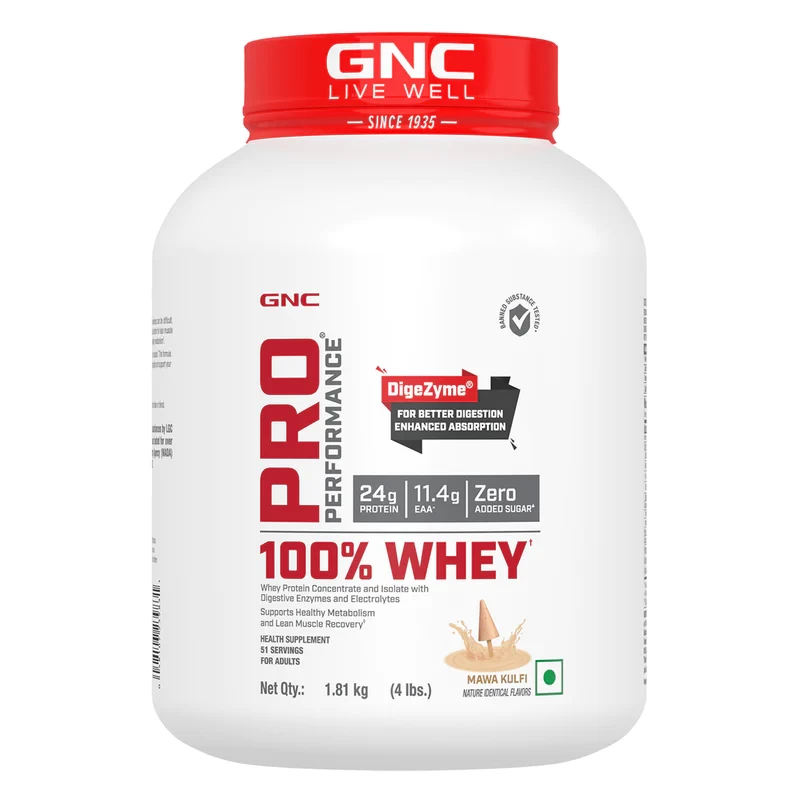 GNC
LIVE WELL
SINCE 1935
GNC
BANNED SUBSTANCE TESTED
PRO
PERFORMANCE®
DigeZyme®
FOR BETTER DIGESTION
ENHANCED ABSORPTION
24g
PROTEIN
11.4g
EAA
Zero
ADDED SUGAR
100% WHEY†
Whey Protein Concentrate and Isolate with
Digestive Enzymes and Electrolytes
Supports Healthy Metabolism
and Lean Muscle Recovery‡
HEALTH SUPPLEMENT
51 SERVINGS
FOR ADULTS
Net Qty.: 1.81 kg (4 lbs.)
MAWA KULFI
NATURE IDENTICAL FLAVORS